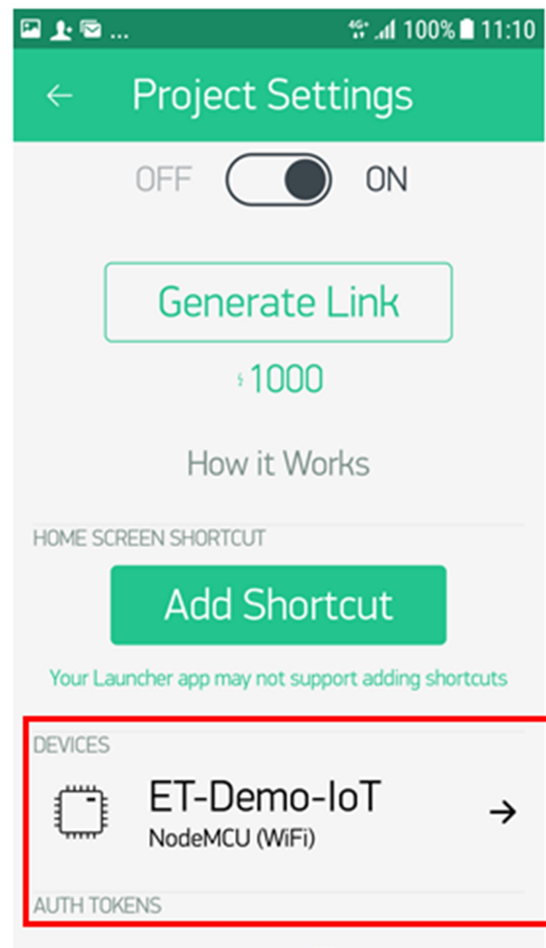 ... 4G+ 100% 11:10
Project Settings
OFF ON
Generate Link
1000
How it Works
HOME SCREEN SHORTCUT
Add Shortcut
Your Launcher app may not support adding shortcuts
DEVICES
ET-Demo-IoT
NodeMCU (WiFi)
AUTH TOKENS